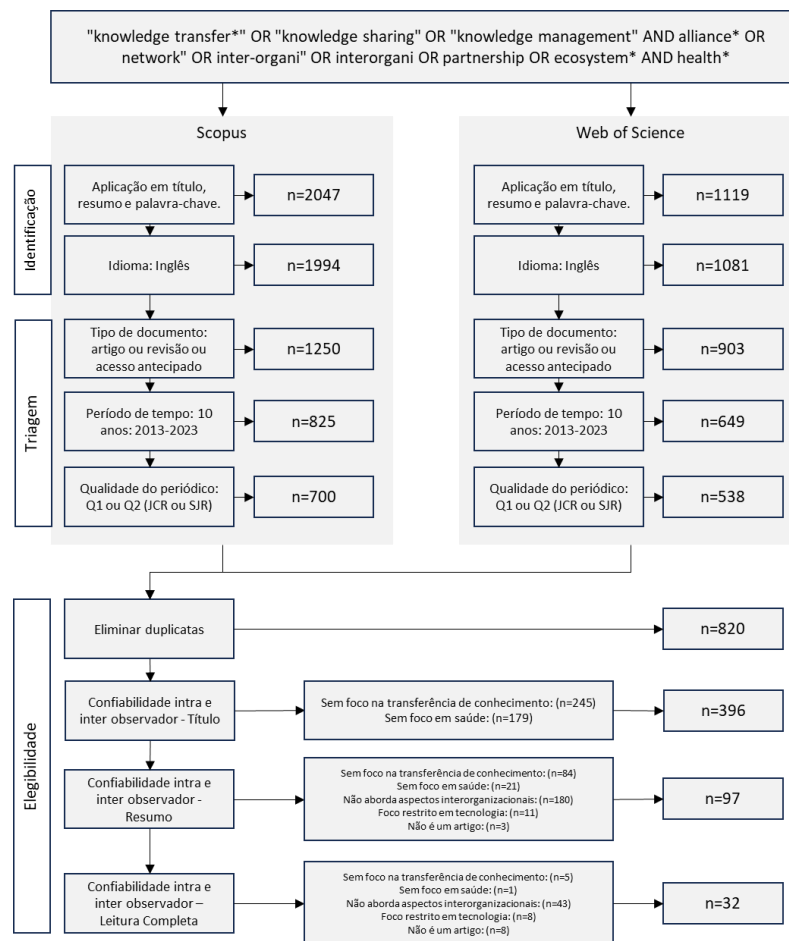 "knowledge transfer*" OR "knowledge sharing" OR "knowledge management" AND alliance* OR
network" OR inter-organi" OR interorgani OR partnership OR ecosystem* AND health*
Scopus
Web of Science
Identificação
Aplicação em título,
resumo e palavra-chave.
n=2047
Aplicação em título,
resumo e palavra-chave.
n=1119
Idioma: Inglês
n=1994
Idioma: Inglês
n=1081
Triagem
Tipo de documento:
artigo ou revisão ou
acesso antecipado
n=1250
Tipo de documento:
artigo ou revisão ou
acesso antecipado
n=903
Período de tempo: 10
anos: 2013-2023
n=825
Período de tempo: 10
anos: 2013-2023
n=649
Qualidade do periódico:
Q1 ou Q2 (JCR ou SJR)
n=700
Qualidade do periódico:
Q1 ou Q2 (JCR ou SJR)
n=538
Elegibilidade
Eliminar duplicatas
n=820
Confiabilidade intra e
inter observador - Título
Sem foco na transferência de conhecimento: (n=245)
Sem foco em saúde: (n=179)
n=396
Confiabilidade intra e
inter observador -
Resumo
Sem foco na transferência de conhecimento: (n=84)
Sem foco em saúde: (n=21)
Não aborda aspectos interorganizacionais: (n=180)
Foco restrito em tecnologia: (n=11)
Não é um artigo: (n=3)
n=97
Confiabilidade intra e
inter observador –
Leitura Completa
Sem foco na transferência de conhecimento: (n=5)
Sem foco em saúde: (n=1)
Não aborda aspectos interorganizacionais: (n=43)
Foco restrito em tecnologia: (n=8)
Não é um artigo: (n=8)
n=32